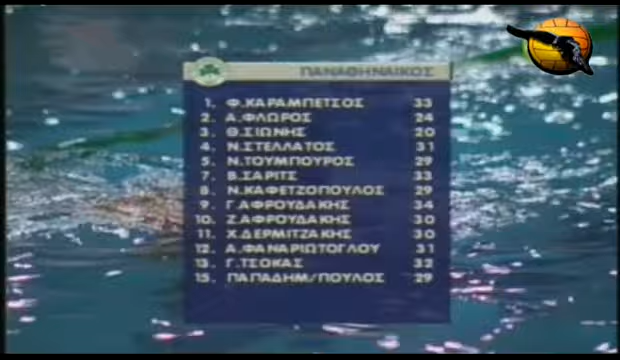 ΠΑΝΑΘΗΝΑΙΚΟΣ
1. Φ.ΚΑΡΑΜΠΕΤΣΟΣ 33
2. Α.ΦΛΩΡΟΣ 24
3. Θ.ΣΙΩΝΗΣ 20
4. Ν.ΣΤΕΛΛΑΤΟΣ 31
5. Ν.ΤΟΥΜΠΟΥΡΟΣ 29
7. Β.ΣΑΡΙΤΣ 33
8. Ν.ΚΑΦΕΤΖΟΠΟΥΛΟΣ 29
9. Γ.ΑΦΡΟΥΔΑΚΗΣ 34
10. Ζ.ΑΦΡΟΥΔΑΚΗΣ 30
11. Χ.ΔΕΡΜΙΤΖΑΚΗΣ 30
12. Α.ΦΑΝΑΡΙΩΤΟΓΛΟΥ 31
13. Γ.ΤΣΟΚΑΣ 32
15. ΠΑΠΑΔΗΜ/ΠΟΥΛΟΣ 29